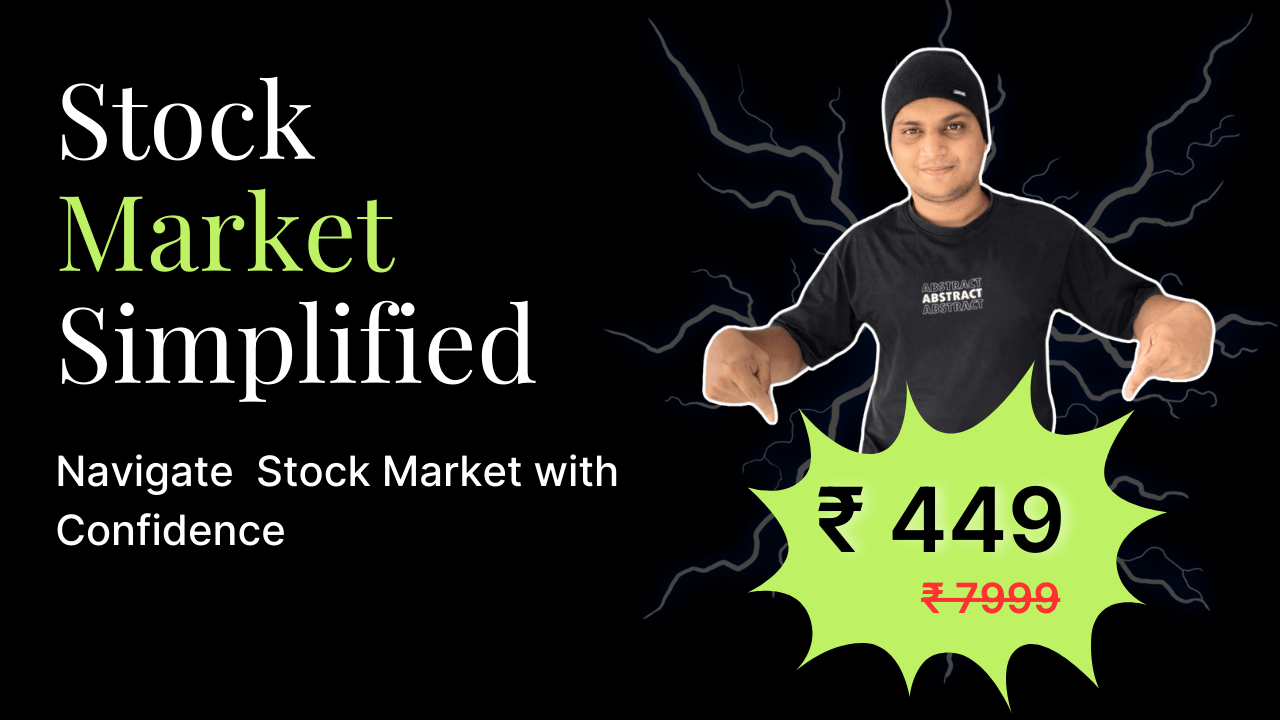 Stock
Market
Simplified
Navigate  Stock Market with
Confidence
ABSTRACT
ABSTRACT
ABSTRACT
₹ 449
₹ 7999